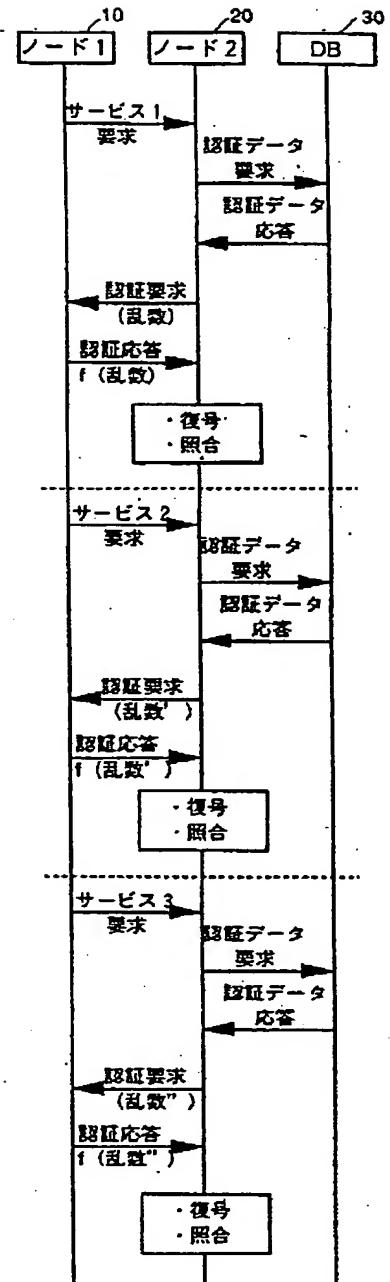 10
20
30
ノード1
ノード2
DB
サービス1
要求
認証データ
要求
認証データ
応答
認証要求
(乱数)
認証応答
f (乱数)
・復号
・照合
サービス2
要求
認証データ
要求
認証データ
応答
認証要求
(乱数' )
認証応答
f (乱数' )
・復号
・照合
サービス3
要求
認証データ
要求
認証データ
応答
認証要求
(乱数" )
認証応答
f (乱数" )
・復号
・照合